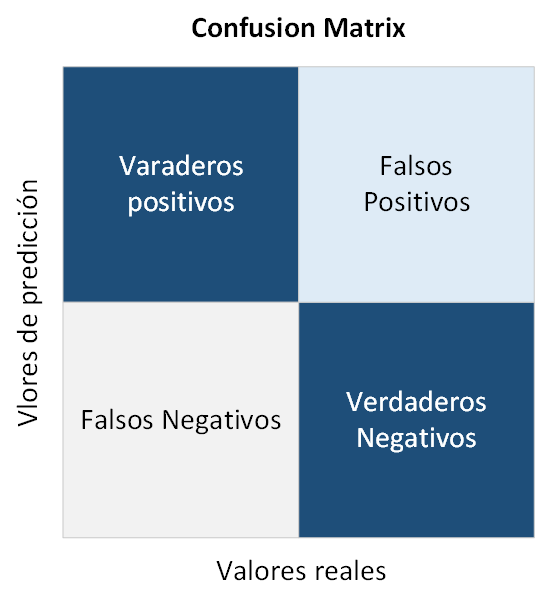 Confusion Matrix
Varaderos
positivos
Falsos
Positivos
Vlores de predicción
Falsos Negativos
Verdaderos
Negativos
Valores reales